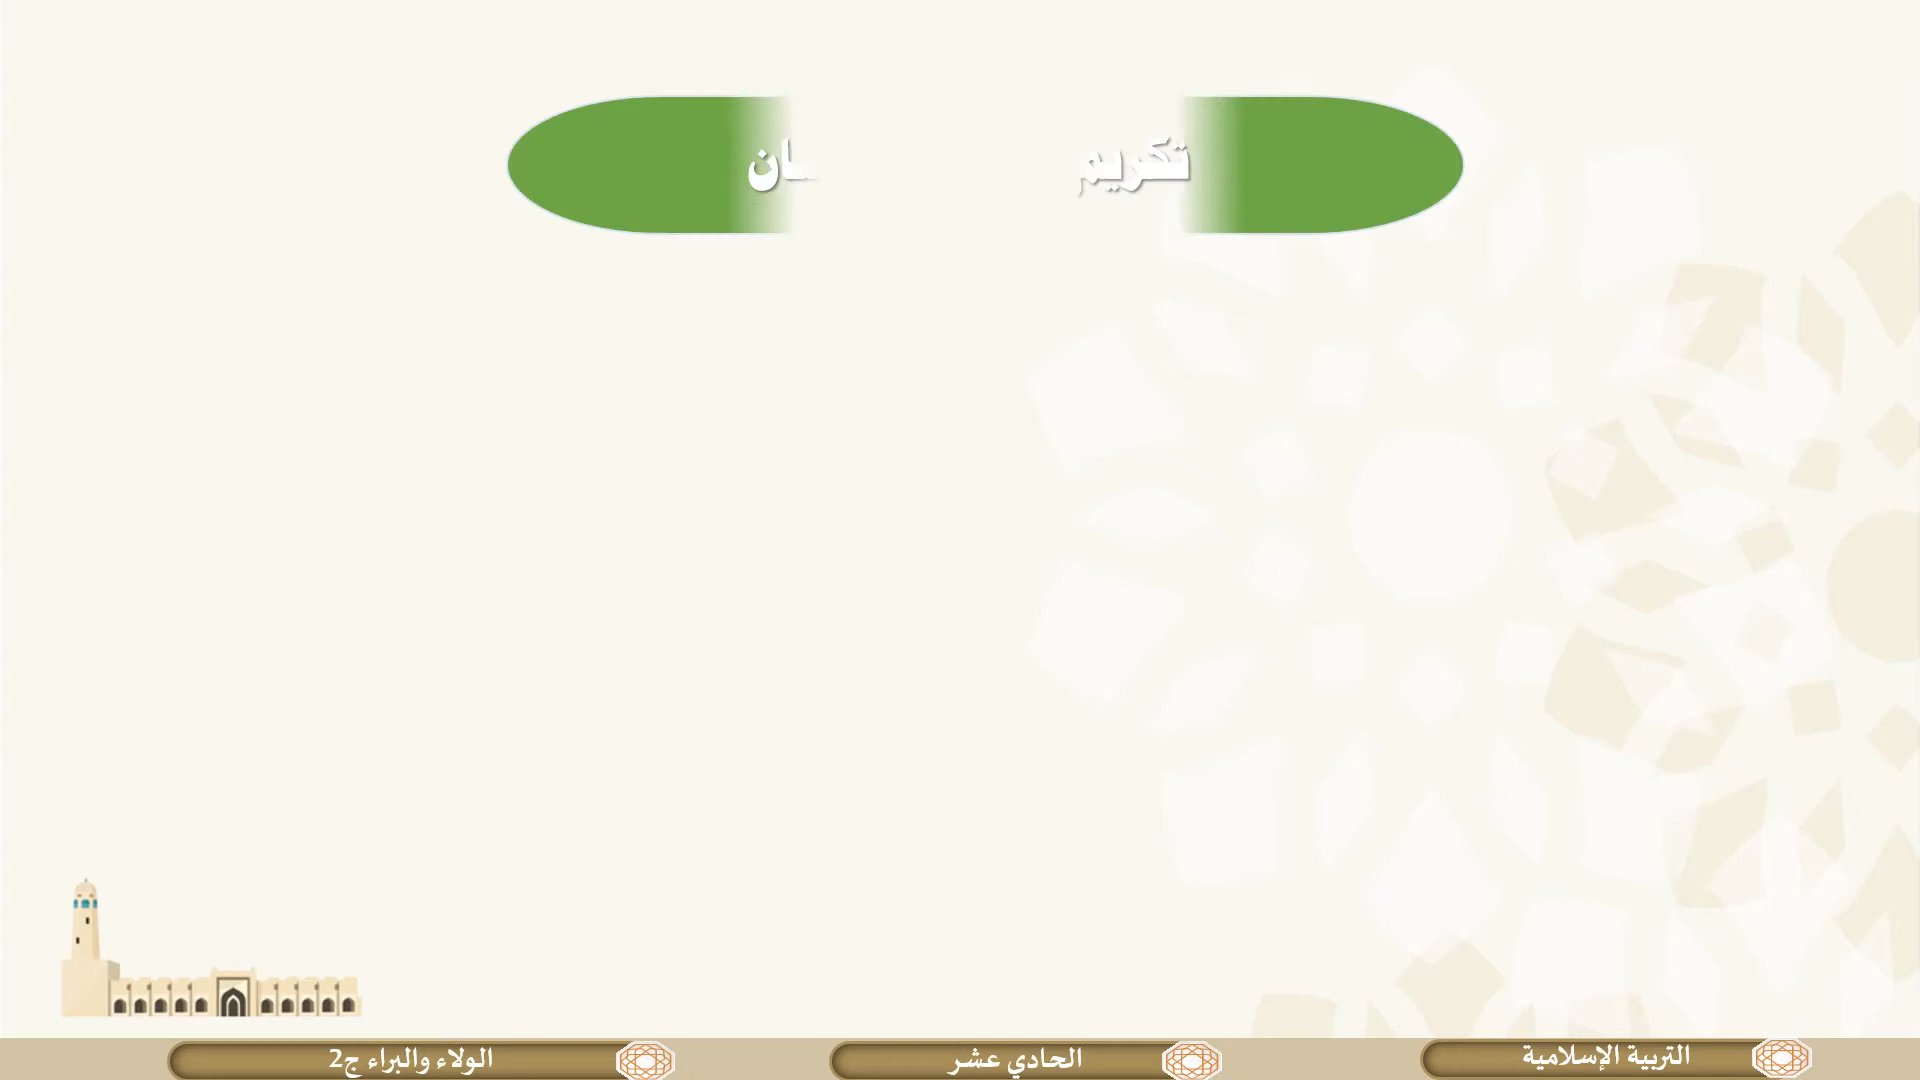 تكريم
التربية الإسلامية
الحادي عشر
الولاء والبراء ج2